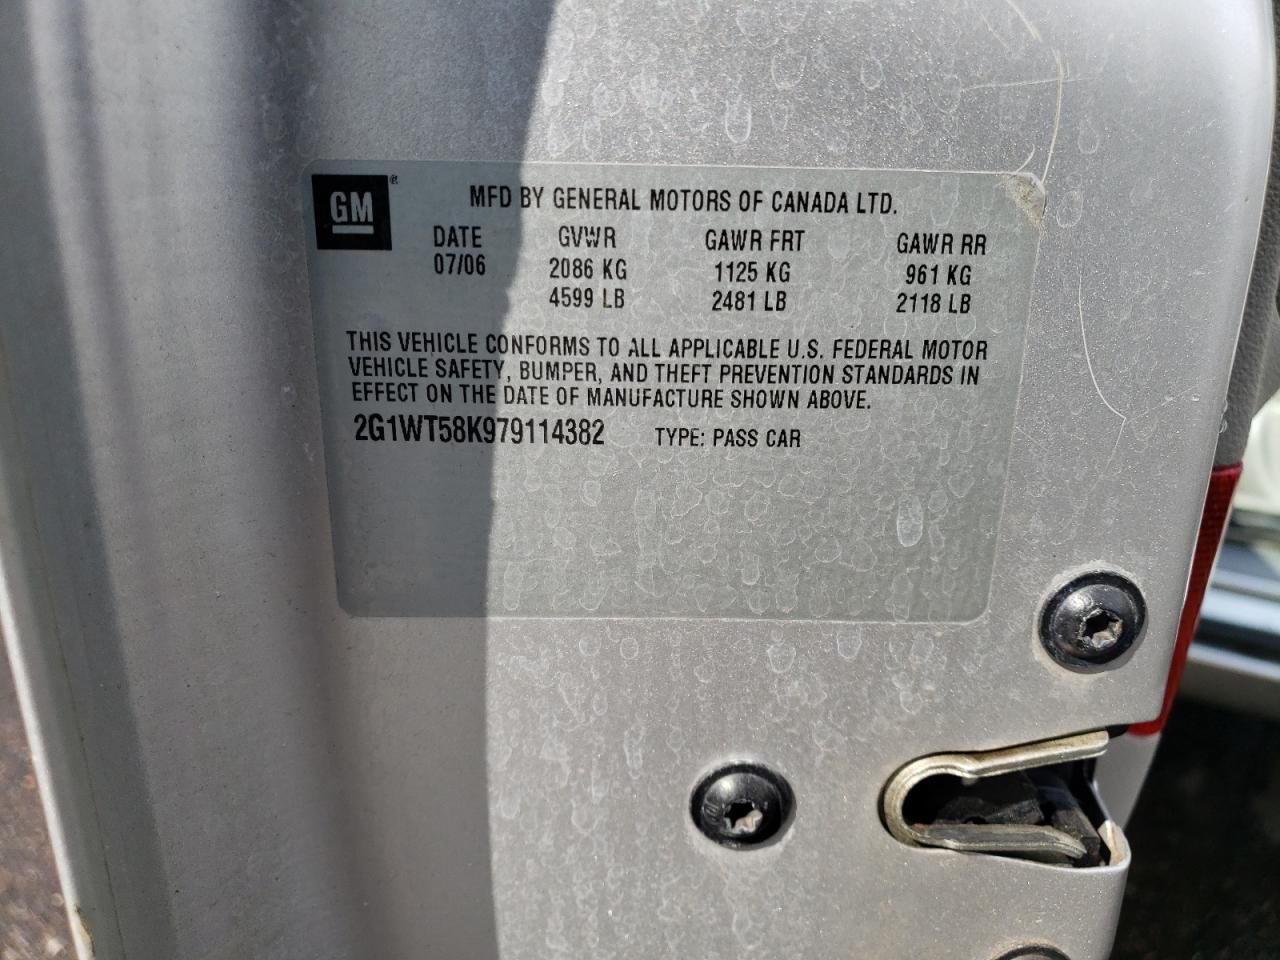 GM ® MFD BY GENERAL MOTORS OF CANADA LTD.
DATE GVWR GAWR FRT GAWR RR
07/06 2086 KG 1125 KG 961 KG
4599 LB 2481 LB 2118 LB
THIS VEHICLE CONFORMS TO ALL APPLICABLE U.S. FEDERAL MOTOR
VEHICLE SAFETY, BUMPER, AND THEFT PREVENTION STANDARDS IN
EFFECT ON THE DATE OF MANUFACTURE SHOWN ABOVE.
2G1WT58K979114382 TYPE: PASS CAR